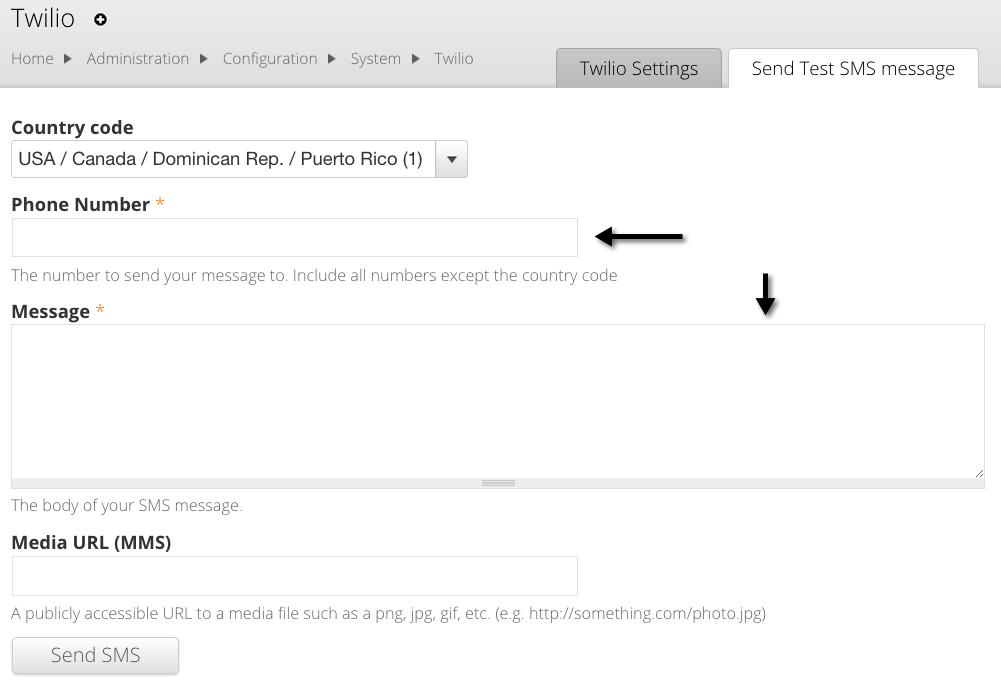 Twilio
Home Administration Configuration System Twilio
Twilio Settings
Send Test SMS message
Country code
USA / Canada / Dominican Rep. / Puerto Rico (1)
Phone Number *
The number to send your message to. Include all numbers except the country code
Message *
The body of your SMS message.
Media URL (MMS)
A publicly accessible URL to a media file such as a png, jpg, gif, etc. (e.g. http://something.com/photo.jpg)
Send SMS